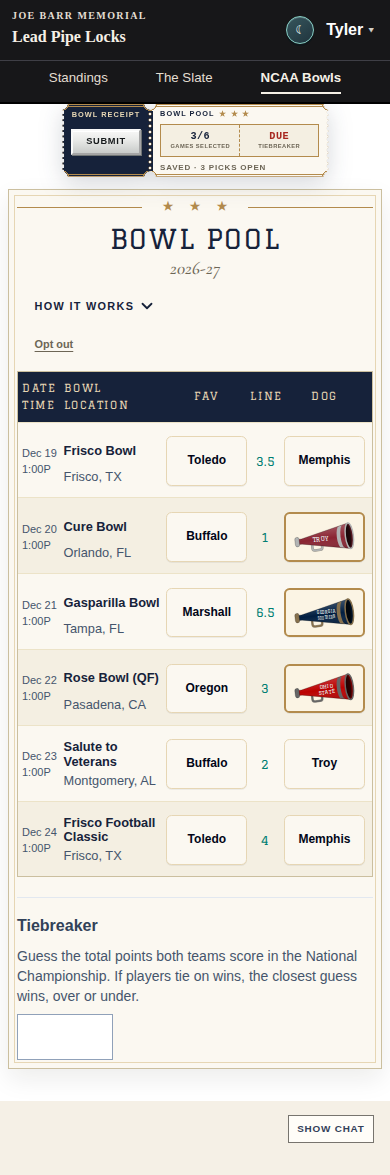 JOE BARR MEMORIAL
Lead Pipe Locks
Tyler
Standings
The Slate
NCAA Bowls
BOWL RECEIPT
SUBMIT
BOWL POOL ★ ★ ★
3/6
GAMES SELECTED
DUE
TIEBREAKER
SAVED · 3 PICKS OPEN
★ ★ ★
BOWL POOL
2026-27
HOW IT WORKS
Opt out
DATE TIME
BOWL LOCATION
FAV
LINE
DOG
Dec 19 1:00P
Frisco Bowl
Frisco, TX
Toledo
3.5
Memphis
Dec 20 1:00P
Cure Bowl
Orlando, FL
Buffalo
1
TROY
Dec 21 1:00P
Gasparilla Bowl
Tampa, FL
Marshall
6.5
Dec 22 1:00P
Rose Bowl (QF)
Pasadena, CA
Oregon
3
OHIO STATE
Dec 23 1:00P
Salute to Veterans
Montgomery, AL
Buffalo
2
Troy
Dec 24 1:00P
Frisco Football Classic
Frisco, TX
Toledo
4
Memphis
Tiebreaker
Guess the total points both teams score in the National
Championship. If players tie on wins, the closest guess
wins, over or under.
SHOW CHAT